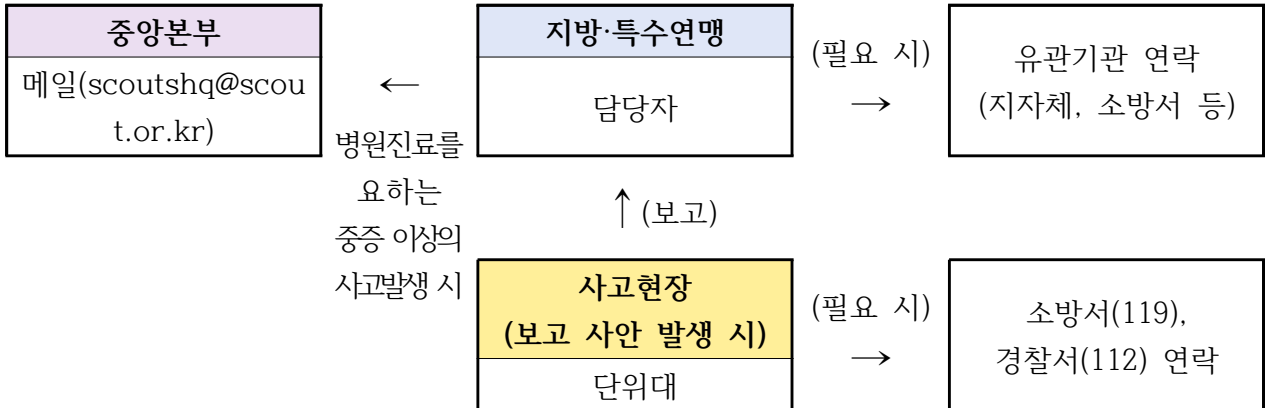 중앙본부
메일(scoutshq@scou
t.or.kr)
←
병원진료를
요하는
중증 이상의
사고발생 시
지방·특수연맹
담당자
(필요 시)
→
유관기관 연락
(지자체, 소방서 등)
↑ (보고)
사고현장
(보고 사안 발생 시)
단위대
(필요 시)
→
소방서(119),
경찰서(112) 연락